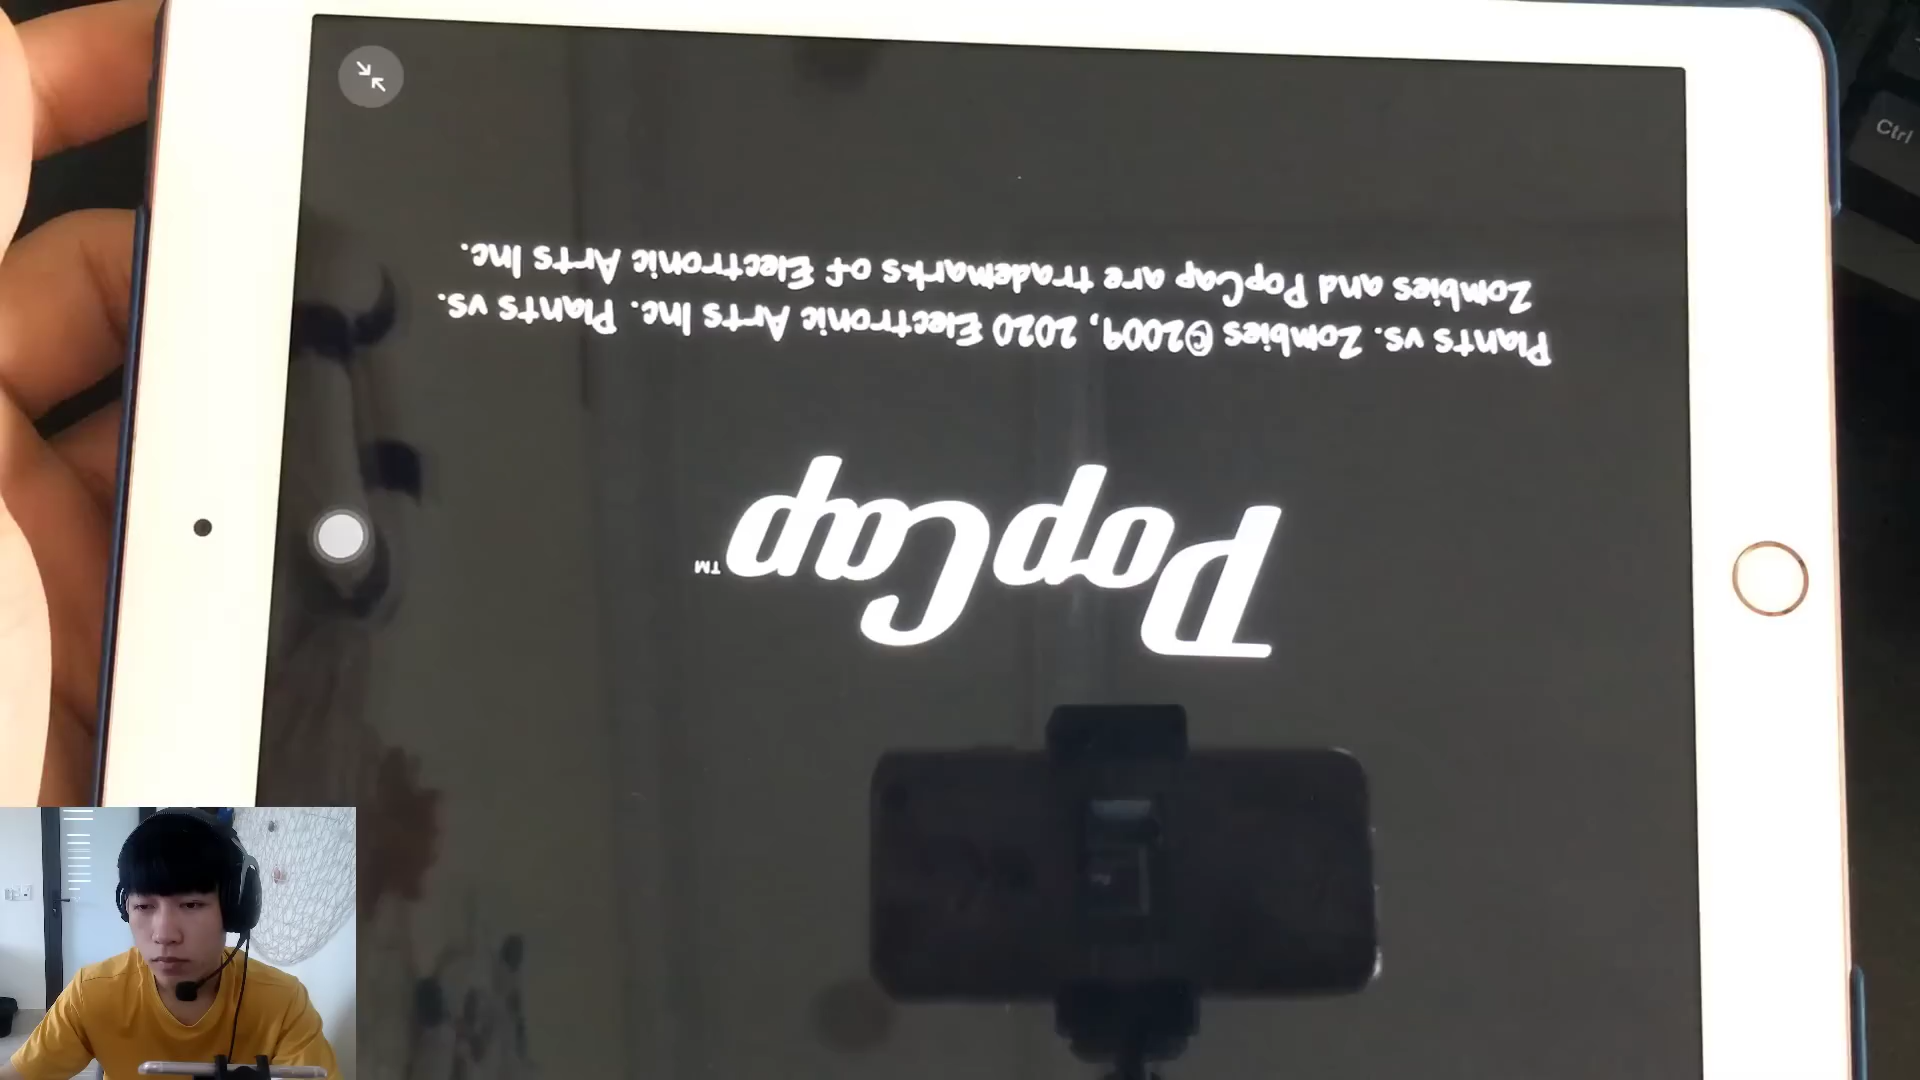 PopCap™
Plants vs. Zombies ©2009, 2020 Electronic Arts Inc. Plants vs.
Zombies and PopCap are trademarks of Electronic Arts Inc.
Ctrl